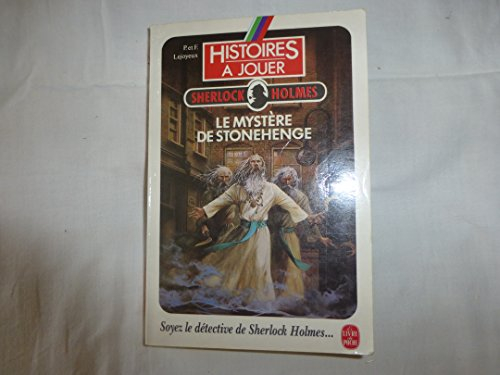 P. et F.
Lajoyeux
HISTOIRES
À JOUER
SHERLOCK HOLMES
LE MYSTÈRE
DE STONEHENGE
Soyez le détective de Sherlock Holmes...
LE LIVRE
DE POCHE